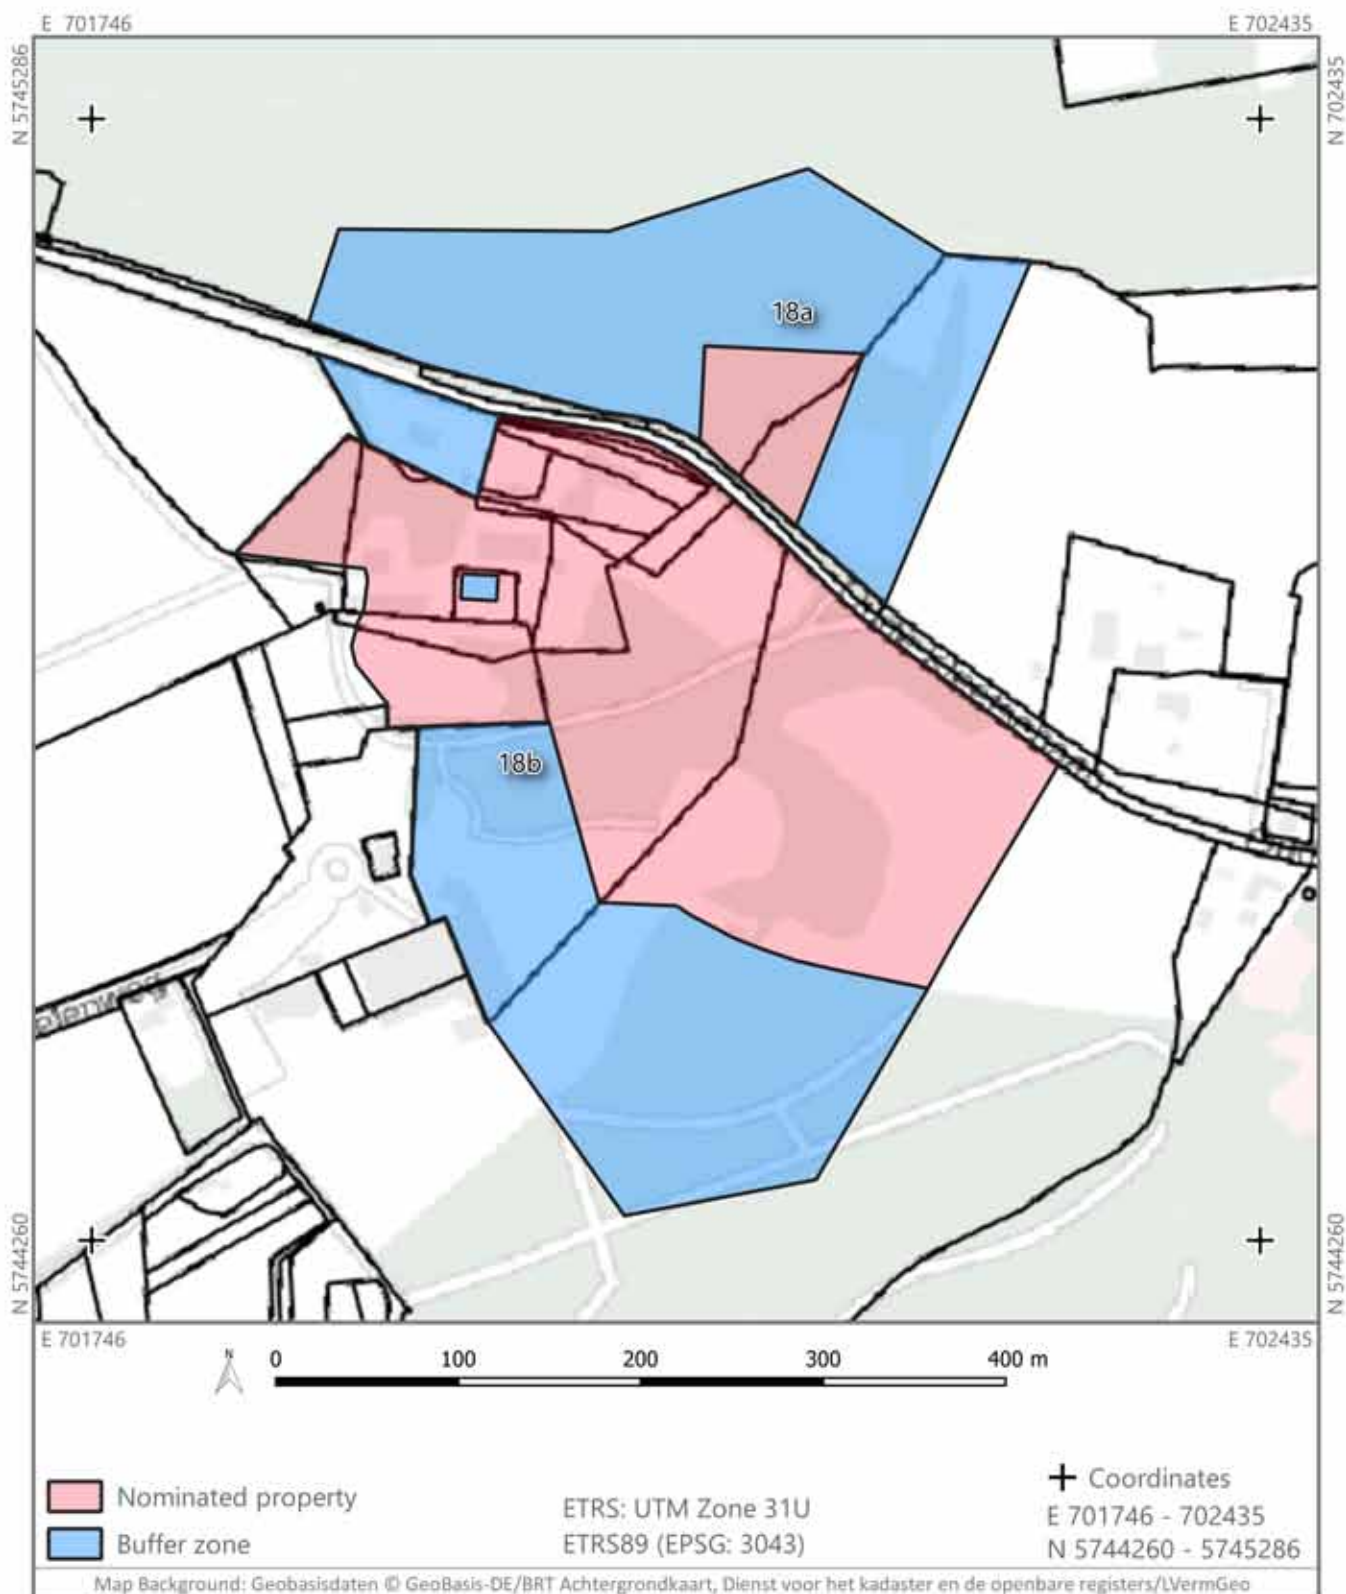 E 701746
E 702435
N 5745286
N 702435
18a
18b
N 5744260
N 5744260
E 701746
E 702435
N
0 100 200 300 400 m
Nominated property
Buffer zone
ETRS: UTM Zone 31U
ETRS89 (EPSG: 3043)
Coordinates
E 701746 - 702435
N 5744260 - 5745286
Map Background: Geobasisdaten © GeoBasis-DE/BRT Achtergrondkaart, Dienst voor het kadaster en de openbare registers/LVermGeo